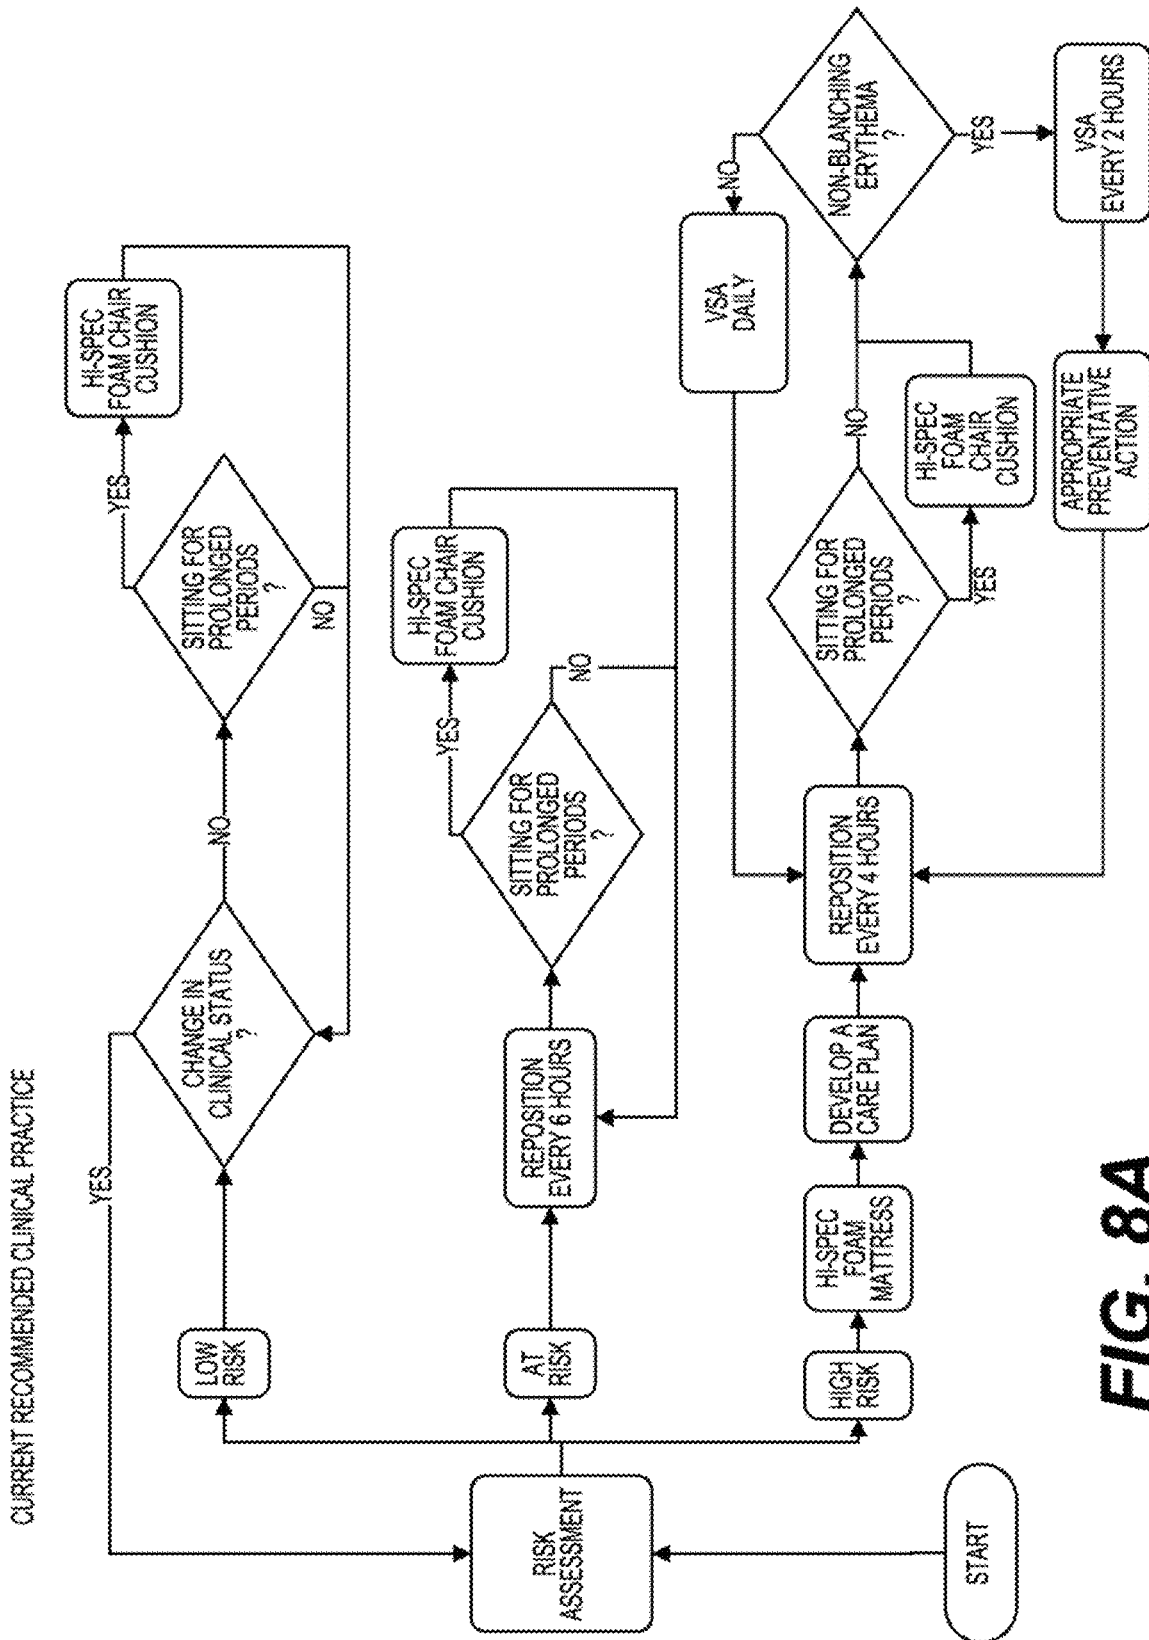 CURRENT RECOMMENDED CLINICAL PRACTICE
START
RISK
ASSESSMENT
LOW
RISK
CHANGE IN
CLINICAL STATUS
?
YES
NO
SITTING FOR
PROLONGED
PERIODS
?
YES
NO
HI-SPEC
FOAM CHAIR
CUSHION
AT
RISK
REPOSITION
EVERY 6 HOURS
SITTING FOR
PROLONGED
PERIODS
?
YES
NO
HI-SPEC
FOAM CHAIR
CUSHION
HIGH
RISK
HI-SPEC
FOAM
MATTRESS
DEVELOP A
CARE PLAN
REPOSITION
EVERY 4 HOURS
SITTING FOR
PROLONGED
PERIODS
?
NO
YES
HI-SPEC
FOAM
CHAIR
CUSHION
NON-BLANCHING
ERYTHEMA
?
NO
VSA
DAILY
YES
VSA
EVERY 2 HOURS
APPROPRIATE
PREVENTATIVE
ACTION
FIG. 8A